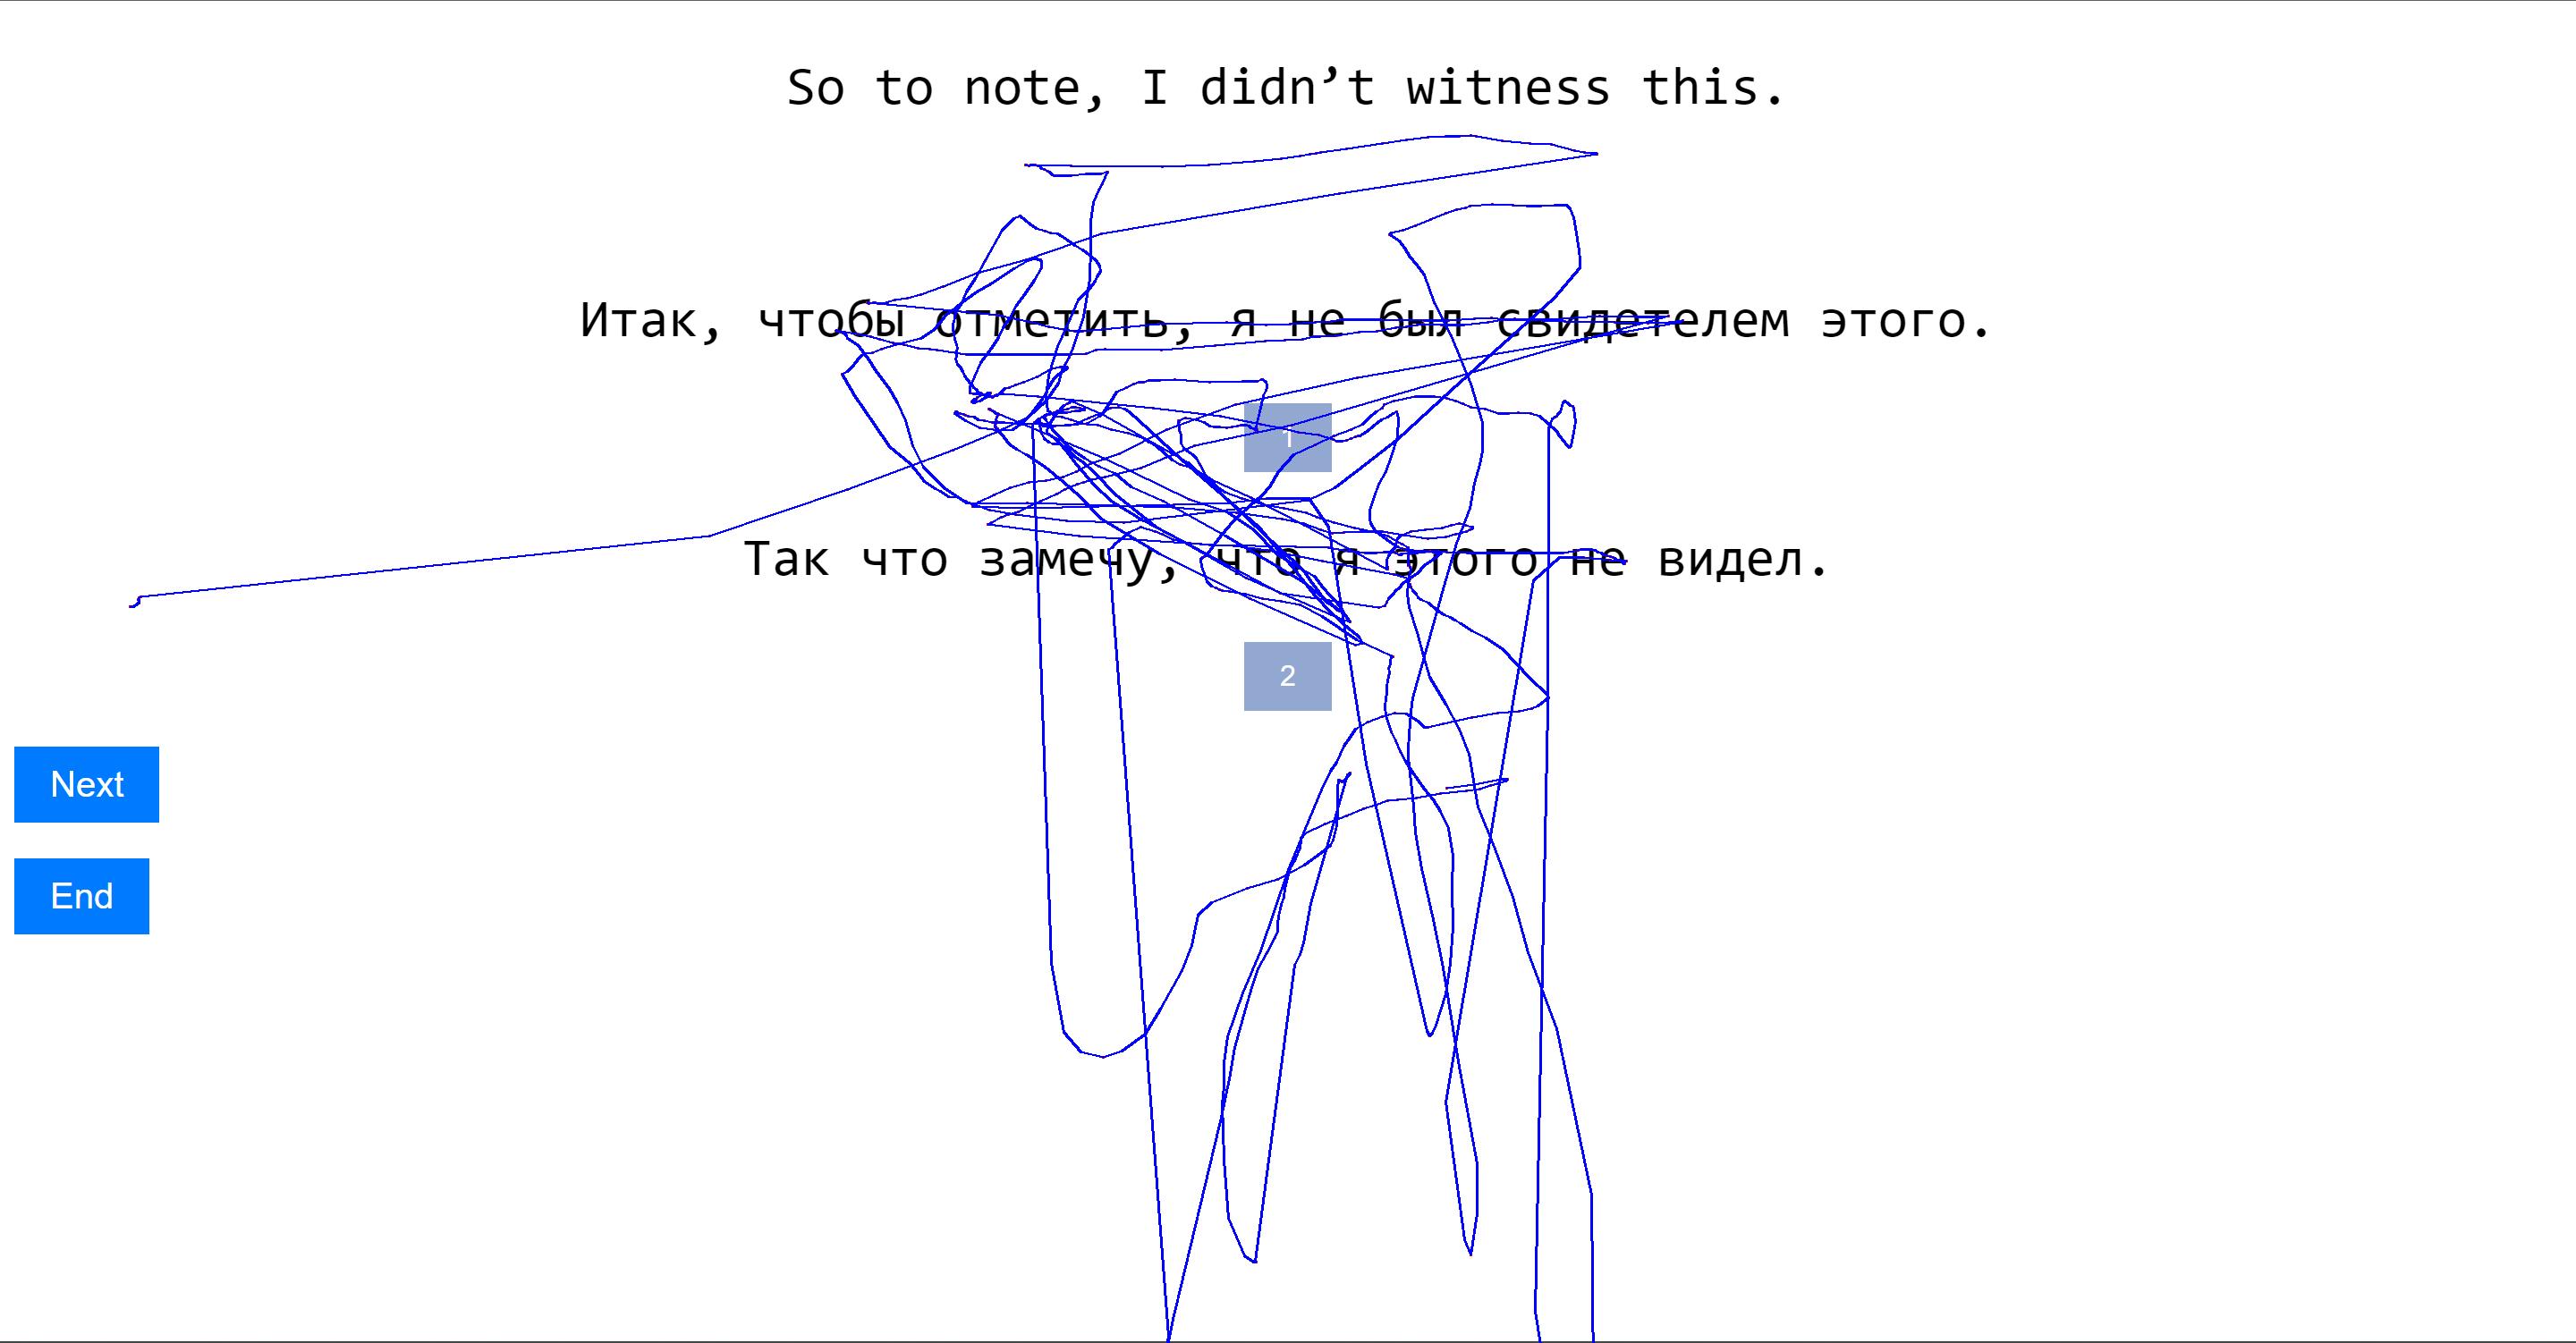 So to note, I didn’t witness this.
Итак, чтобы отметить, я не был свидетелем этого.
1
Так что замечу, что я этого не видел.
2
Next
End